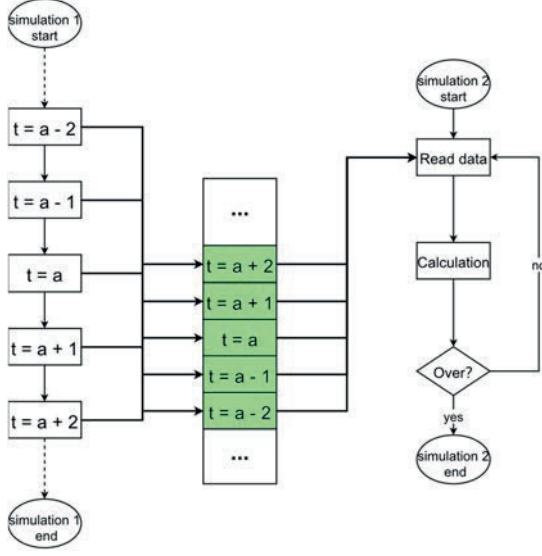 simulation 1
start
t = a - 2
t = a - 1
t = a
t = a + 1
t = a + 2
simulation 1
end
...
t = a + 2
t = a + 1
t = a
t = a - 1
t = a - 2
...
simulation 2
start
Read data
Calculation
no
Over?
yes
simulation 2
end